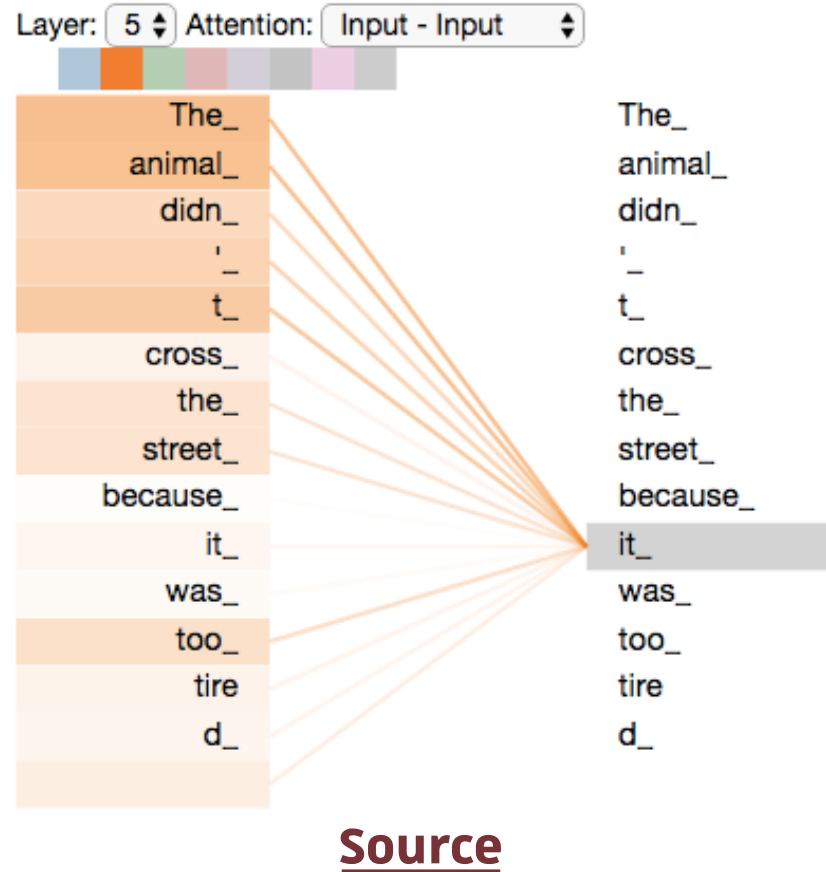 Layer: 5 Attention: Input - Input
The_ The_
animal_ animal_
didn_ didn_
'_ '_
t_ t_
cross_ cross_
the_ the_
street_ street_
because_ because_
it_ it_
was_ was_
too_ too_
tire tire
d_ d_
Source